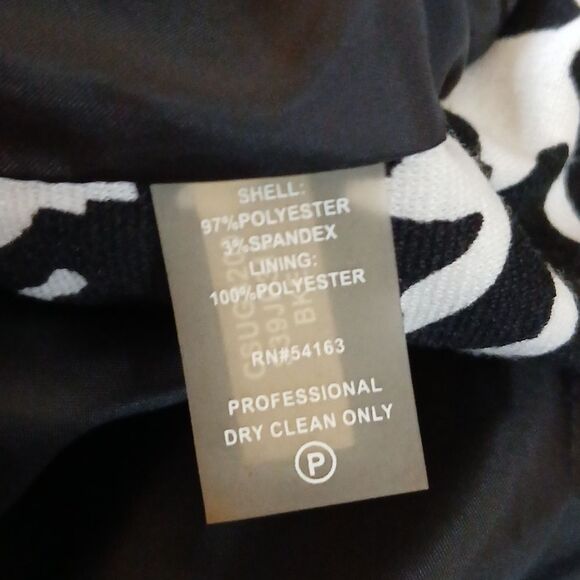 SHELL:
97%POLYESTER
3%SPANDEX
LINING:
100%POLYESTER
RN#54163
PROFESSIONAL
DRY CLEAN ONLY
P